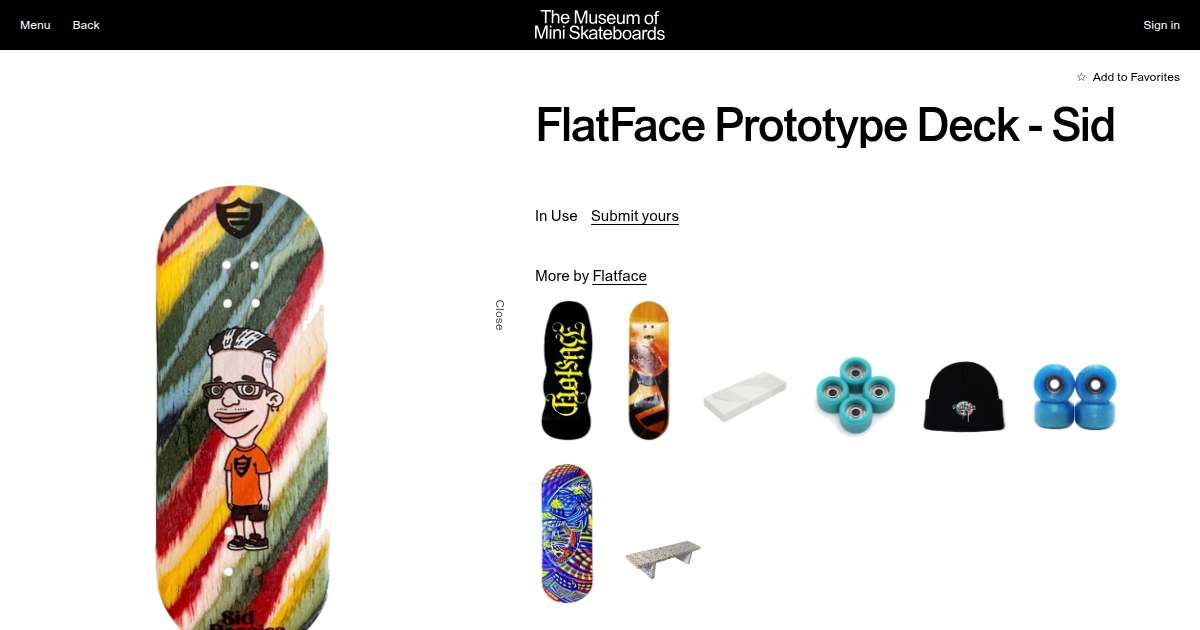 Menu
Back
The Museum of
Mini Skateboards
Sign in
☆ Add to Favorites
FlatFace Prototype Deck - Sid
In Use Submit yours
More by Flatface
Close
Flatface
Sid